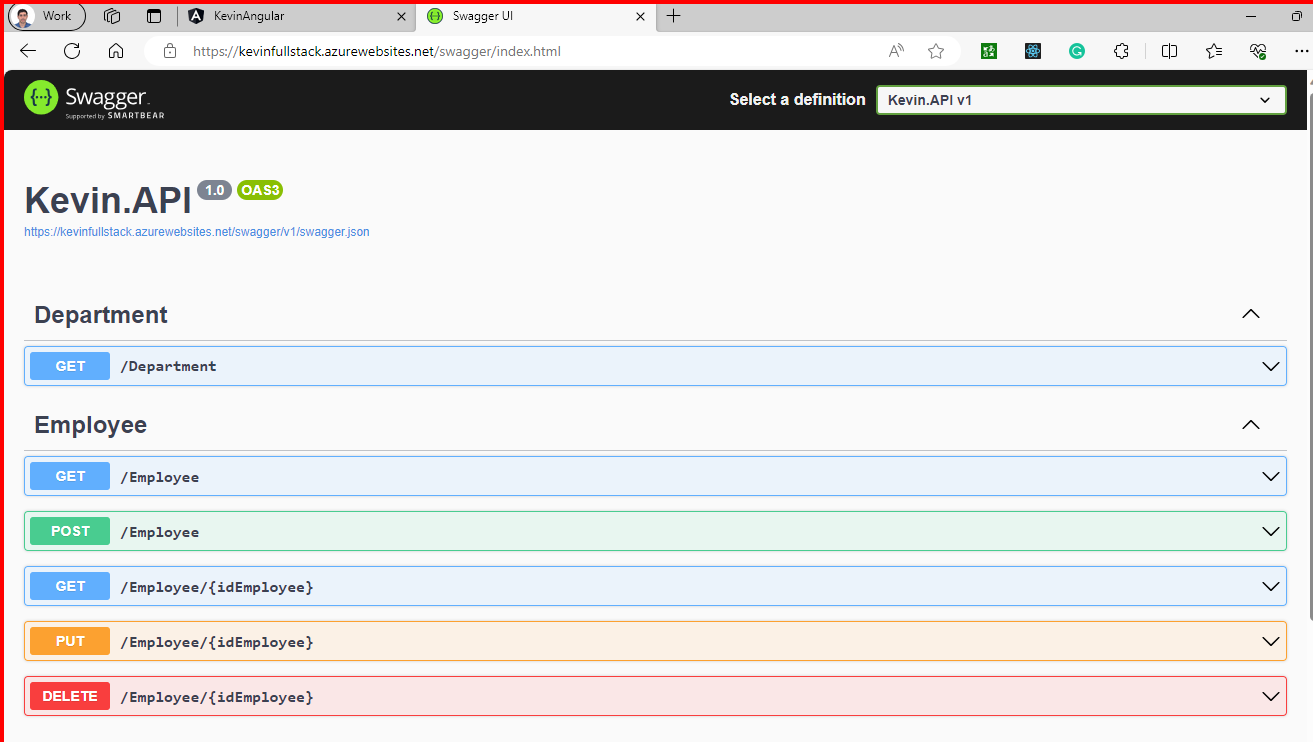 Work
KevinAngular
Swagger UI
https://kevinfullstack.azurewebsites.net/swagger/index.html
Swagger
Supported by SMARTBEAR
Select a definition
Kevin.API v1
Kevin.API 1.0 OAS3
https://kevinfullstack.azurewebsites.net/swagger/v1/swagger.json
Department
GET /Department
Employee
GET /Employee
POST /Employee
GET /Employee/{idEmployee}
PUT /Employee/{idEmployee}
DELETE /Employee/{idEmployee}